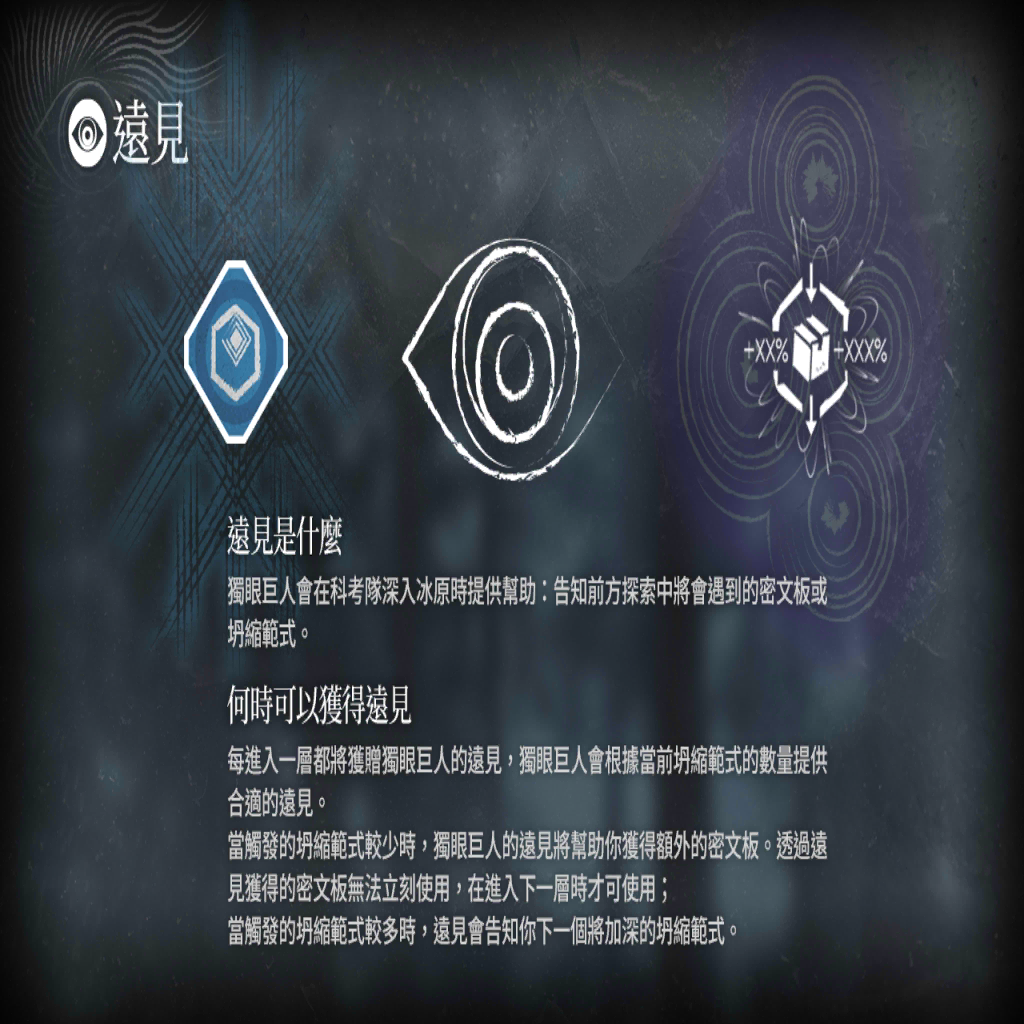 遠見
+XX%
+XXX%
遠見是什麼
獨眼巨人會在科考隊深入冰原時提供幫助：告知前方探索中將會遇到的密文板或
坍縮範式。
何時可以獲得遠見
每進入一層都將獲贈獨眼巨人的遠見，獨眼巨人會根據當前坍縮範式的數量提供
合適的遠見。
當觸發的坍縮範式較少時，獨眼巨人的遠見將幫助你獲得額外的密文板。透過遠
見獲得的密文板無法立刻使用，在進入下一層時才可使用；
當觸發的坍縮範式較多時，遠見會告知你下一個將加深的坍縮範式。